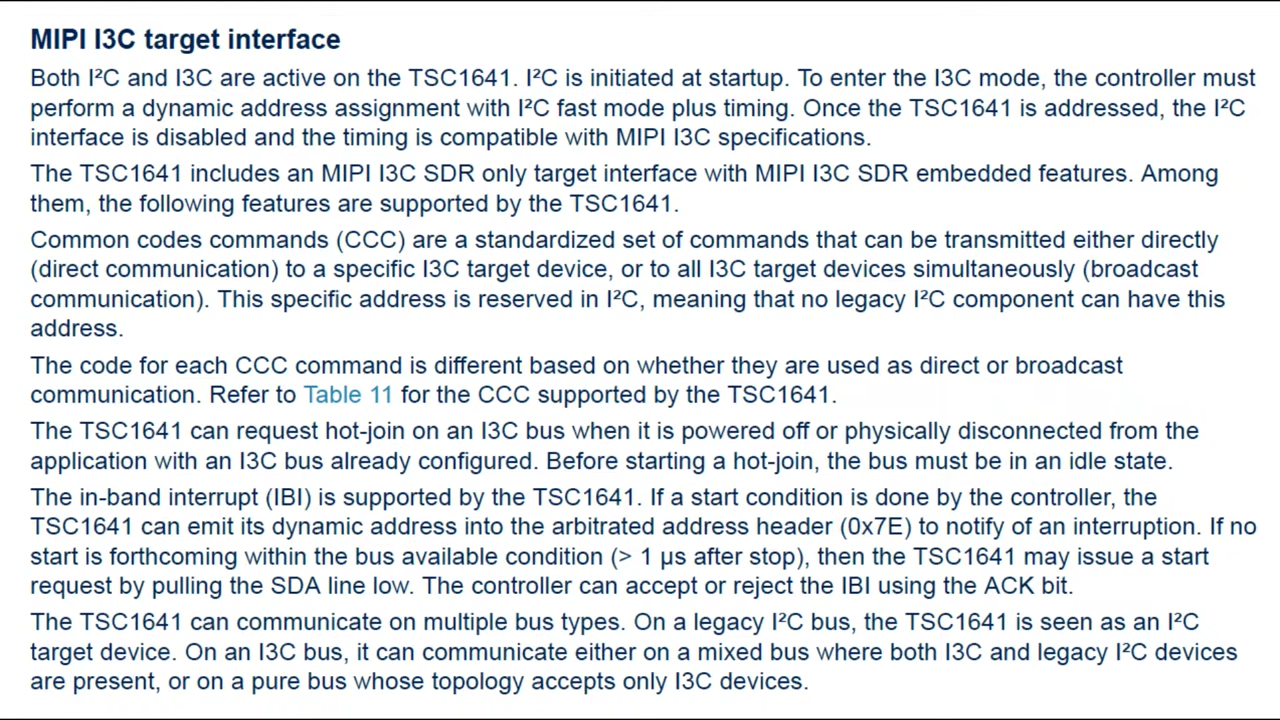 MIPI I3C target interface
Both I²C and I3C are active on the TSC1641. I²C is initiated at startup. To enter the I3C mode, the controller must
perform a dynamic address assignment with I²C fast mode plus timing. Once the TSC1641 is addressed, the I²C
interface is disabled and the timing is compatible with MIPI I3C specifications.
The TSC1641 includes an MIPI I3C SDR only target interface with MIPI I3C SDR embedded features. Among
them, the following features are supported by the TSC1641.
Common codes commands (CCC) are a standardized set of commands that can be transmitted either directly
(direct communication) to a specific I3C target device, or to all I3C target devices simultaneously (broadcast
communication). This specific address is reserved in I²C, meaning that no legacy I²C component can have this
address.
The code for each CCC command is different based on whether they are used as direct or broadcast
communication. Refer to Table 11 for the CCC supported by the TSC1641.
The TSC1641 can request hot-join on an I3C bus when it is powered off or physically disconnected from the
application with an I3C bus already configured. Before starting a hot-join, the bus must be in an idle state.
The in-band interrupt (IBI) is supported by the TSC1641. If a start condition is done by the controller, the
TSC1641 can emit its dynamic address into the arbitrated address header (0x7E) to notify of an interruption. If no
start is forthcoming within the bus available condition (> 1 µs after stop), then the TSC1641 may issue a start
request by pulling the SDA line low. The controller can accept or reject the IBI using the ACK bit.
The TSC1641 can communicate on multiple bus types. On a legacy I²C bus, the TSC1641 is seen as an I²C
target device. On an I3C bus, it can communicate either on a mixed bus where both I3C and legacy I²C devices
are present, or on a pure bus whose topology accepts only I3C devices.